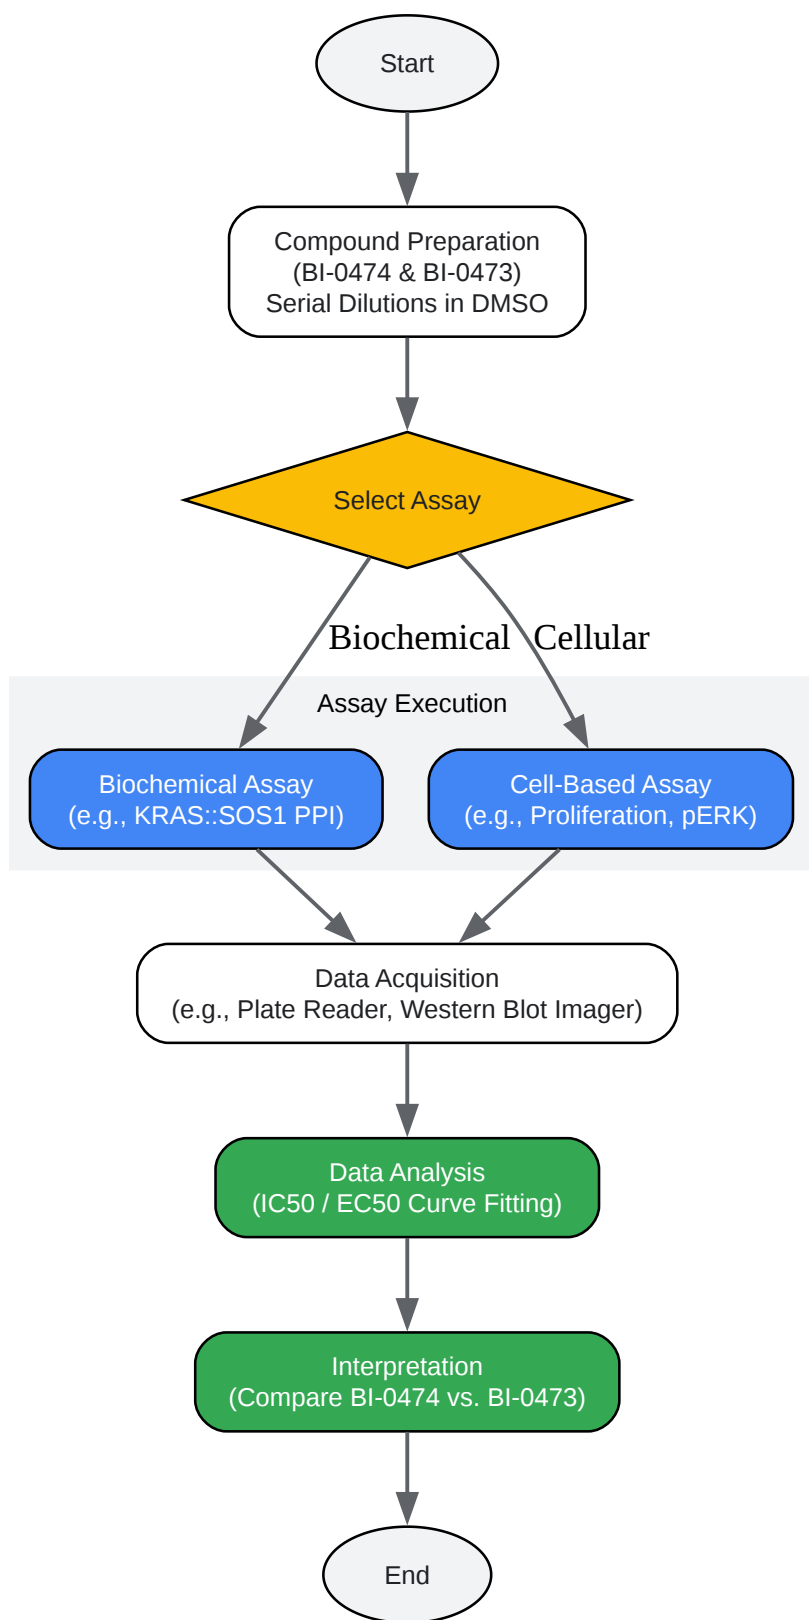 Start
Compound Preparation
(BI-0474 & BI-0473)
Serial Dilutions in DMSO
Select Assay
Biochemical
Cellular
Assay Execution
Biochemical Assay
(e.g., KRAS::SOS1 PPI)
Cell-Based Assay
(e.g., Proliferation, pERK)
Data Acquisition
(e.g., Plate Reader, Western Blot Imager)
Data Analysis
(IC50 / EC50 Curve Fitting)
Interpretation
(Compare BI-0474 vs. BI-0473)
End